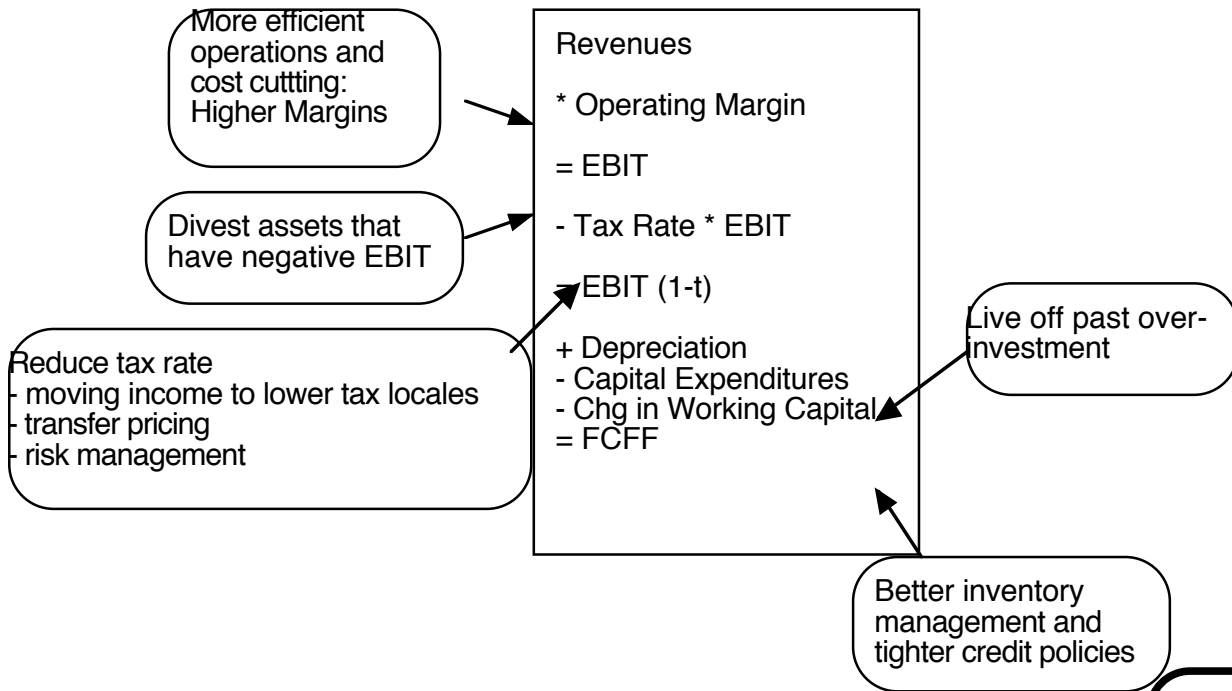 More efficient
operations and
cost cuttting:
Higher Margins
Divest assets that
have negative EBIT
Reduce tax rate
- moving income to lower tax locales
- transfer pricing
- risk management
Revenues
* Operating Margin
= EBIT
- Tax Rate * EBIT
= EBIT (1-t)
+ Depreciation
- Capital Expenditures
- Chg in Working Capital
= FCFF
Live off past over-
investment
Better inventory
management and
tighter credit policies